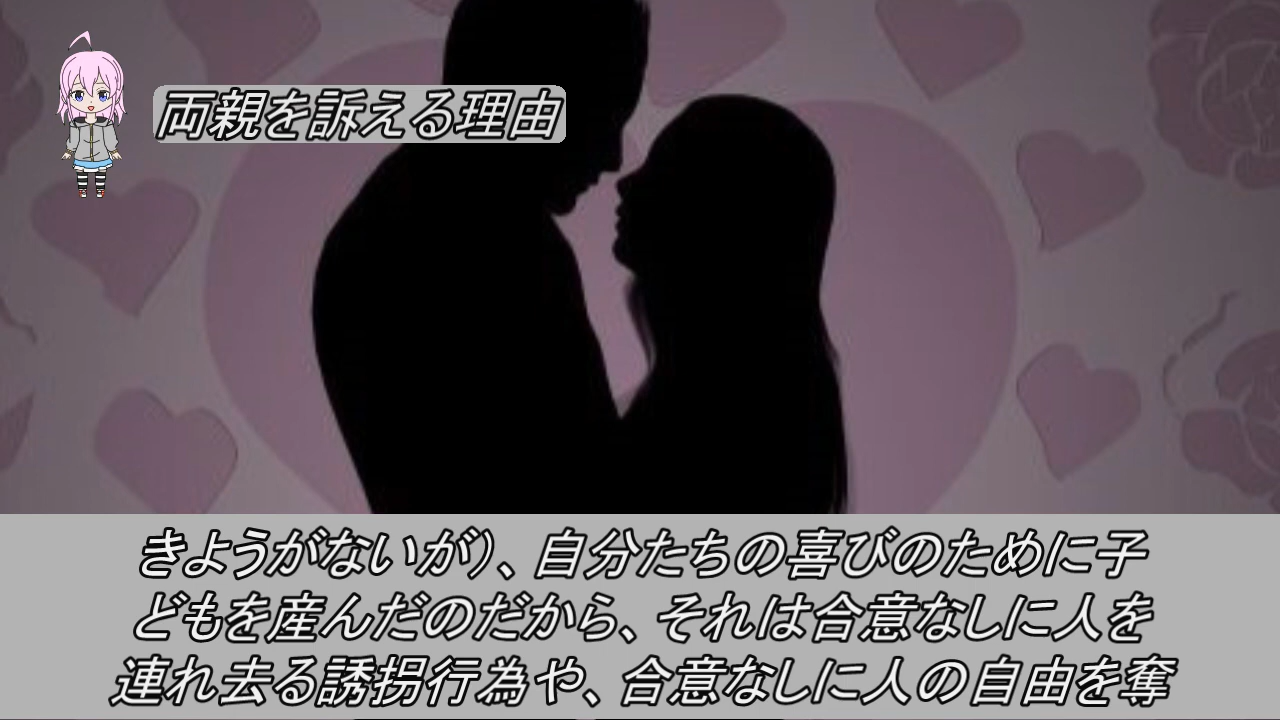 両親を訴える理由
きようがないが）、自分たちの喜びのために子
どもを産んだのだから、それは合意なしに人を
連れ去る誘拐行為や、合意なしに人の自由を奪